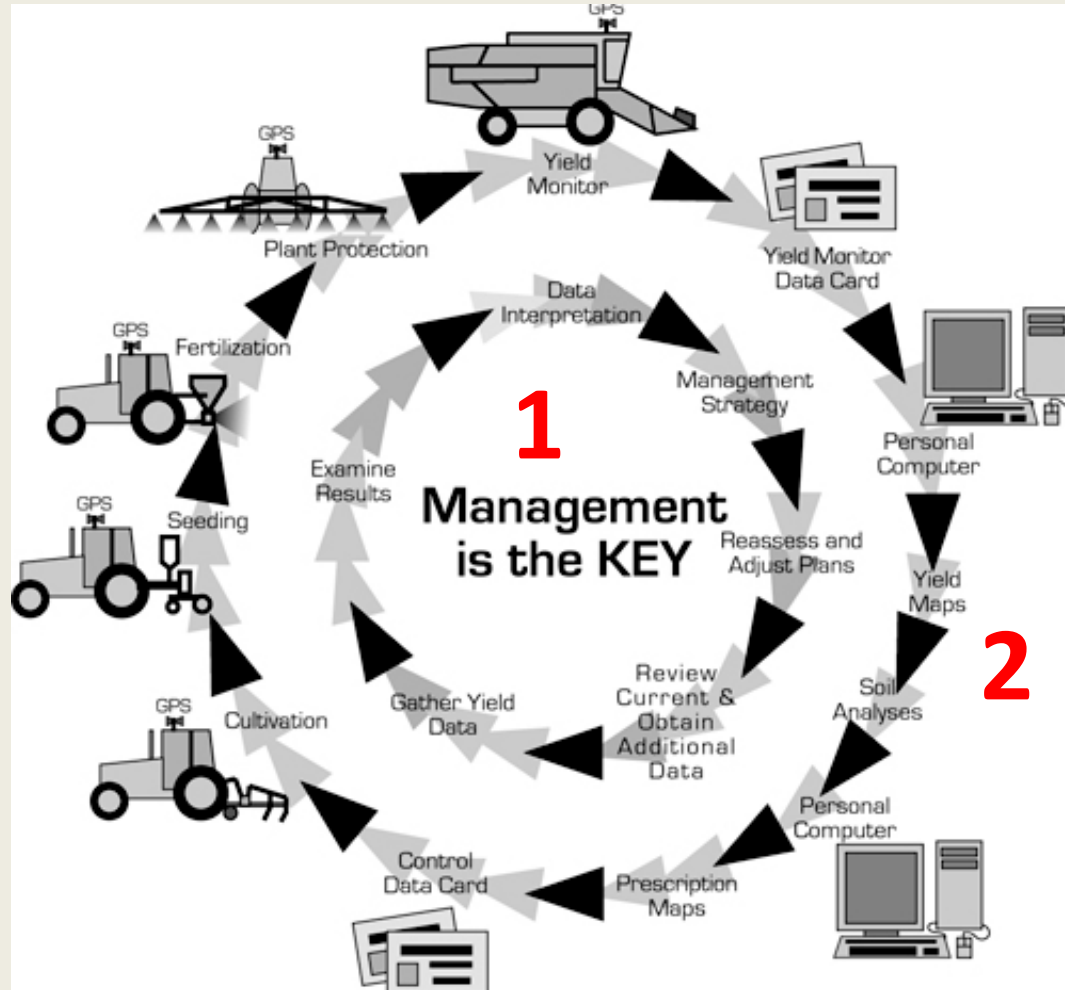 GPS
Yield
Monitor
Yield Monitor
Data Card
Personal
Computer
Yield
Maps
2
Soil
Analyses
Personal
Computer
Prescription
Maps
Control
Data Card
Cultivation
GPS
Seeding
GPS
Fertilization
GPS
Plant Protection
GPS
Data
Interpretation
Management
Strategy
Reassess and
Adjust Plans
Review
Current &
Obtain
Additional
Data
Gather Yield
Data
Examine
Results
1
Management
is the KEY